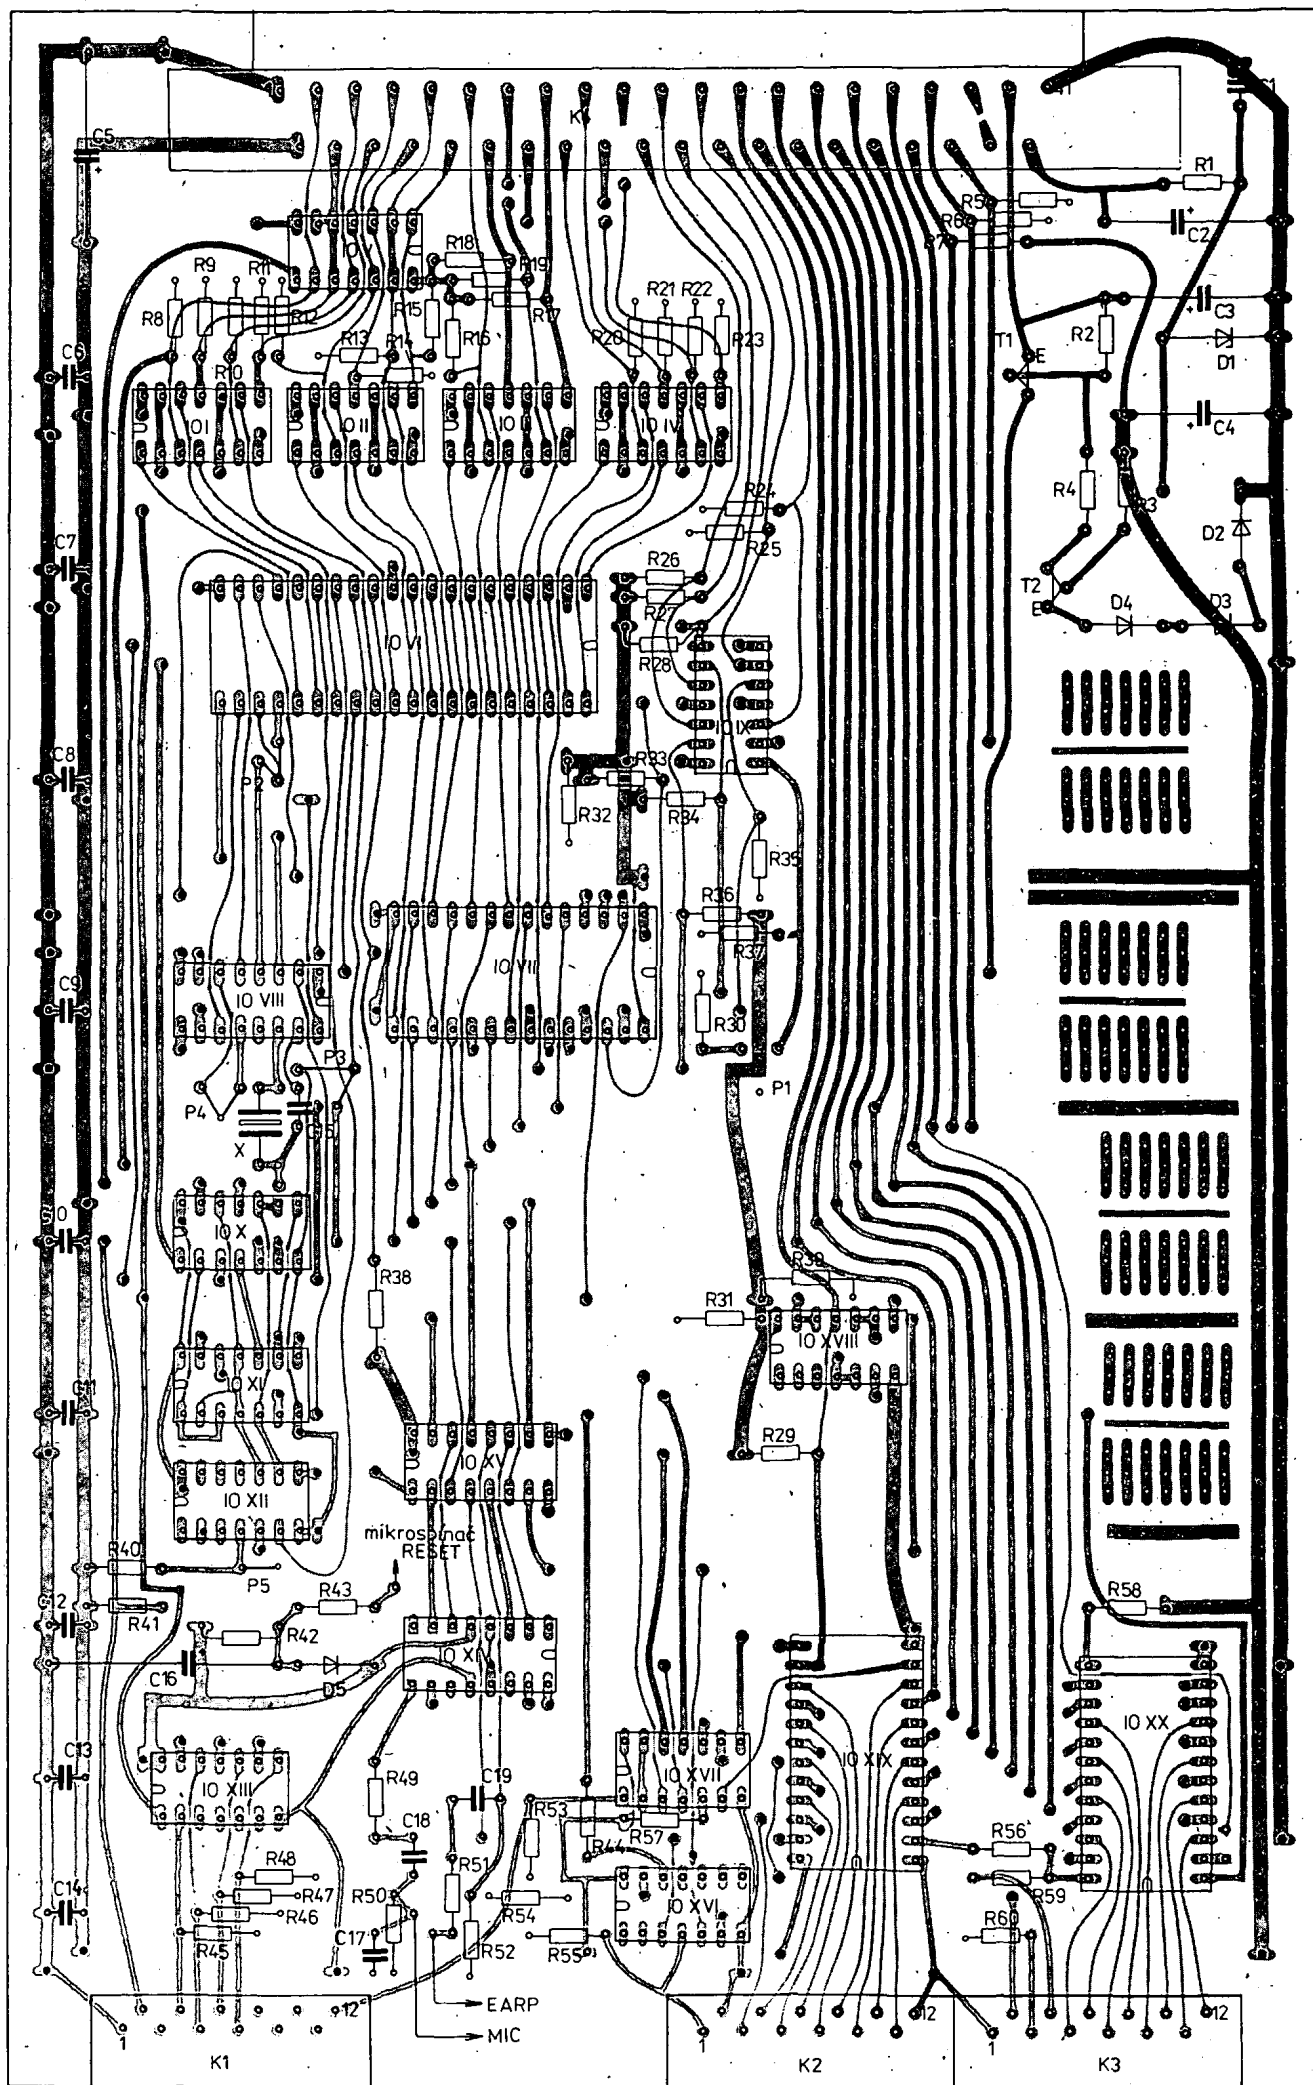 C1
K4
C5
R1
R5
R6
R7
C2
IO V
R18
R9
R11
R19
R21
R22
R8
R12
R15
R17
C3
R13
R14
R16
R20
R23
T1
R2
E
D1
C6
R10
IO I
IO II
IO III
IO IV
C4
R24
R4
R3
R25
D2
C7
R26
T2
R27
E
D4
D3
IO VI
R28
IO IX
C8
P2
R33
R32
R34
R35
R36
R37
C9
IO VIII
IO VII
R30
P3
P1
P4
C15
X
C10
IO X
R38
R39
R31
IO XVIII
C11
IO XI
R29
IO XV
IO XII
mikrospínač
RESET
R40
P5
R43
R58
C12
R41
R42
IO XIV
C16
D5
IO XX
C13
IO XIII
R49
C19
IO XVII
IO XIX
R53
C18
R57
R44
R56
R48
R51
C14
R47
R50
R59
R46
R54
IO XVI
R60
R45
C17
R52
R55
12
EARP
12
12
1
MIC
1
1
K1
K2
K3